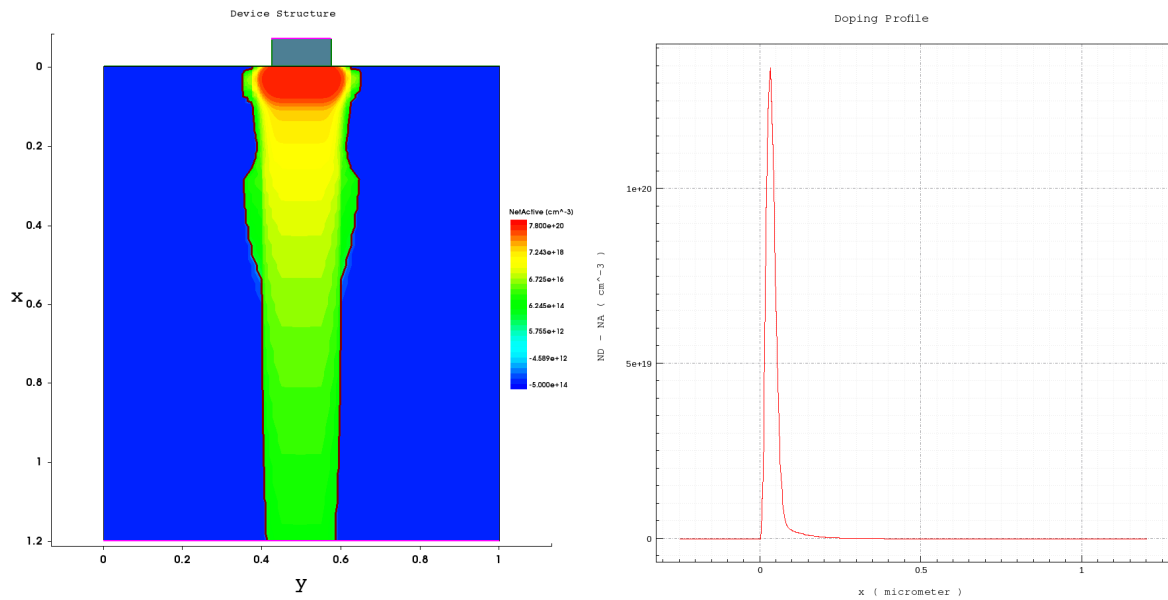 Device Structure
0
0.2
0.4
0.6
0.8
1
1.2
x
0
0.2
0.4
0.6
0.8
1
y
NetActive (cm^-3)
7.800e+20
7.243e+18
6.725e+16
6.245e+14
5.755e+12
-4.589e+12
-5.000e+14
Doping Profile
1e+20
5e+19
0
ND - NA ( cm^-3 )
0
0.5
1
x ( micrometer )